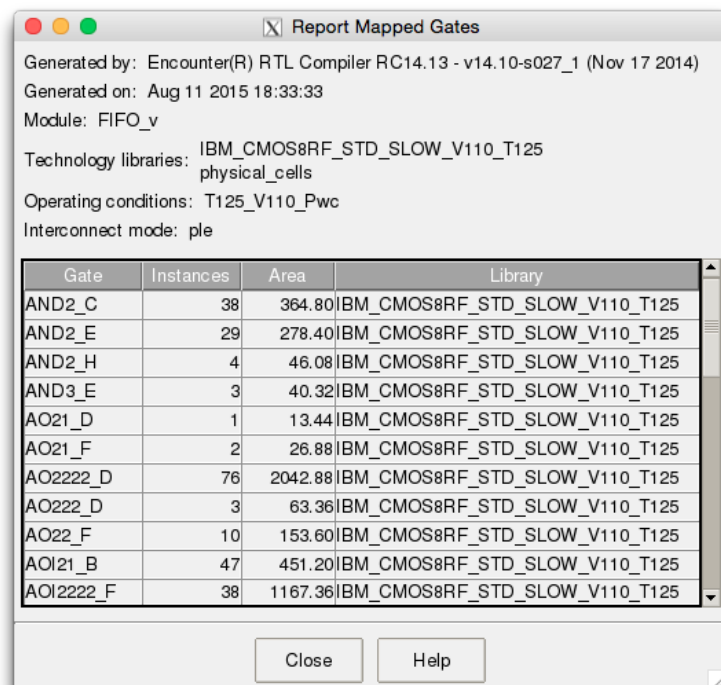 Report Mapped Gates
Generated by: Encounter(R) RTL Compiler RC14.13 - v14.10-s027_1 (Nov 17 2014)
Generated on: Aug 11 2015 18:33:33
Module: FIFO_v
Technology libraries: IBM_CMOS8RF_STD_SLOW_V110_T125
physical_cells
Operating conditions: T125_V110_Pwc
Interconnect mode: ple
Gate Instances Area Library
AND2_C 38 364.80 IBM_CMOS8RF_STD_SLOW_V110_T125
AND2_E 29 278.40 IBM_CMOS8RF_STD_SLOW_V110_T125
AND2_H 4 46.08 IBM_CMOS8RF_STD_SLOW_V110_T125
AND3_E 3 40.32 IBM_CMOS8RF_STD_SLOW_V110_T125
AO21_D 1 13.44 IBM_CMOS8RF_STD_SLOW_V110_T125
AO21_F 2 26.88 IBM_CMOS8RF_STD_SLOW_V110_T125
AO2222_D 76 2042.88 IBM_CMOS8RF_STD_SLOW_V110_T125
AO222_D 3 63.36 IBM_CMOS8RF_STD_SLOW_V110_T125
AO22_F 10 153.60 IBM_CMOS8RF_STD_SLOW_V110_T125
AOI21_B 47 451.20 IBM_CMOS8RF_STD_SLOW_V110_T125
AOI2222_F 38 1167.36 IBM_CMOS8RF_STD_SLOW_V110_T125
Close Help